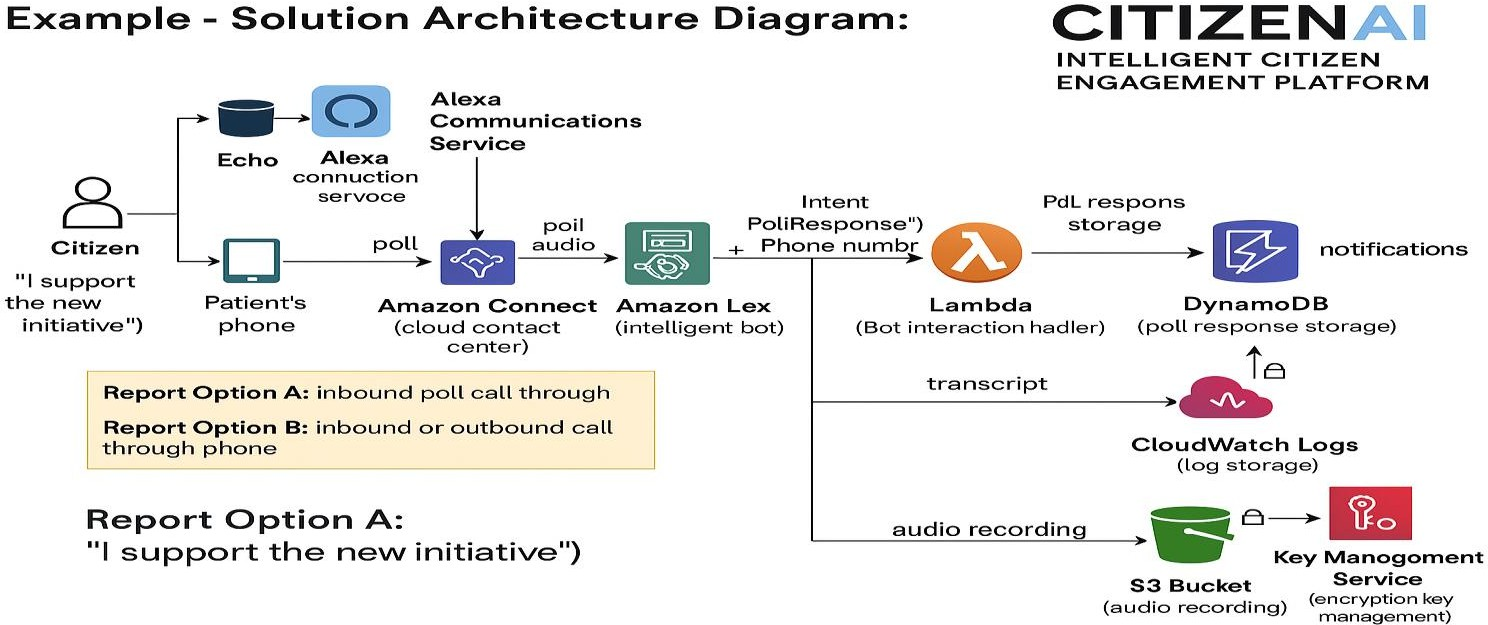 Example - Solution Architecture Diagram:
CITIZENAI
INTELLIGENT CITIZEN
ENGAGEMENT PLATFORM
Echo
Alexa
connuction
servoce
Alexa
Communications
Service
Citizen
"I support
the new
initiative")
Patient's
phone
poll
Amazon Connect
(cloud contact
center)
poil
audio
Amazon Lex
(intelligent bot)
+
Intent
PoliResponse")
Phone numbr
Lambda
(Bot interaction hadler)
PdL respons
storage
DynamoDB
(poll response storage)
notifications
Report Option A: inbound poll call through
Report Option B: inbound or outbound call
through phone
Report Option A:
"I support the new initiative")
transcript
CloudWatch Logs
(log storage)
audio recording
S3 Bucket
(audio recording)
Key Manogoment
Service
(encryption key
management)